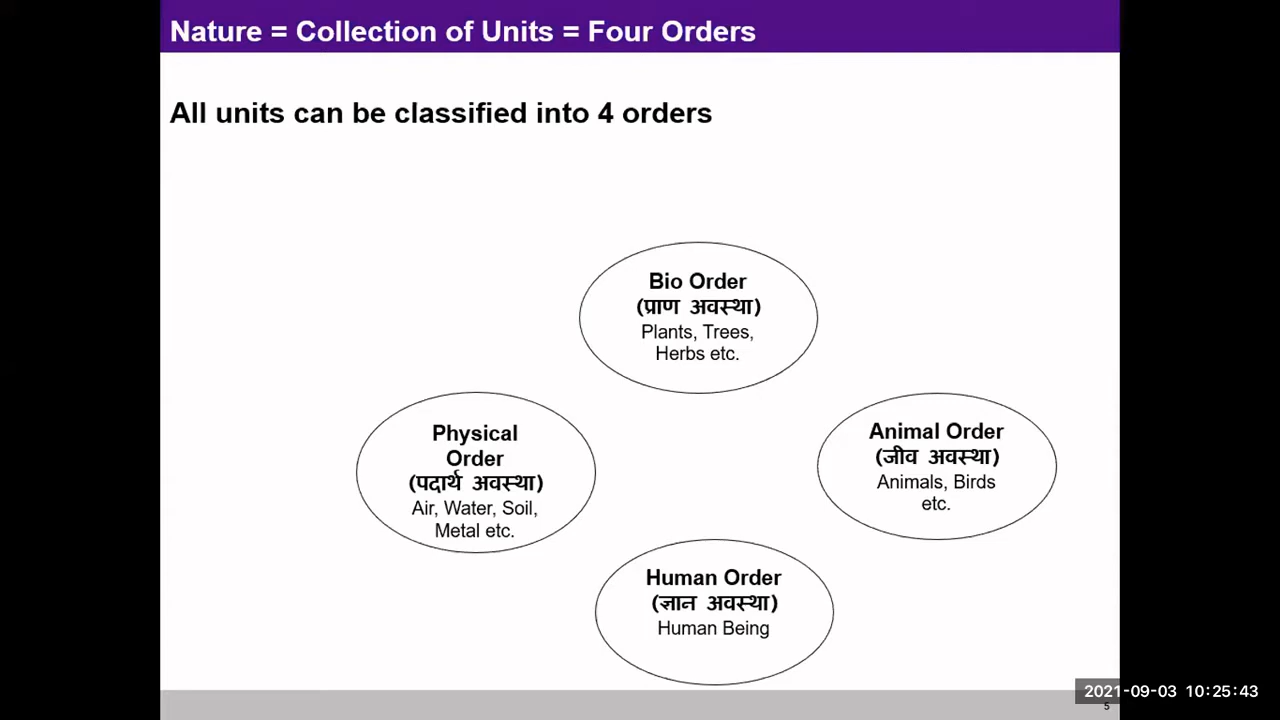 Nature = Collection of Units = Four Orders
All units can be classified into 4 orders
Bio Order
(प्राण अवस्था)
Plants, Trees,
Herbs etc.
Physical
Order
(पदार्थ अवस्था)
Air, Water, Soil,
Metal etc.
Animal Order
(जीव अवस्था)
Animals, Birds
etc.
Human Order
(ज्ञान अवस्था)
Human Being
2021-09-03 10:25:43
5